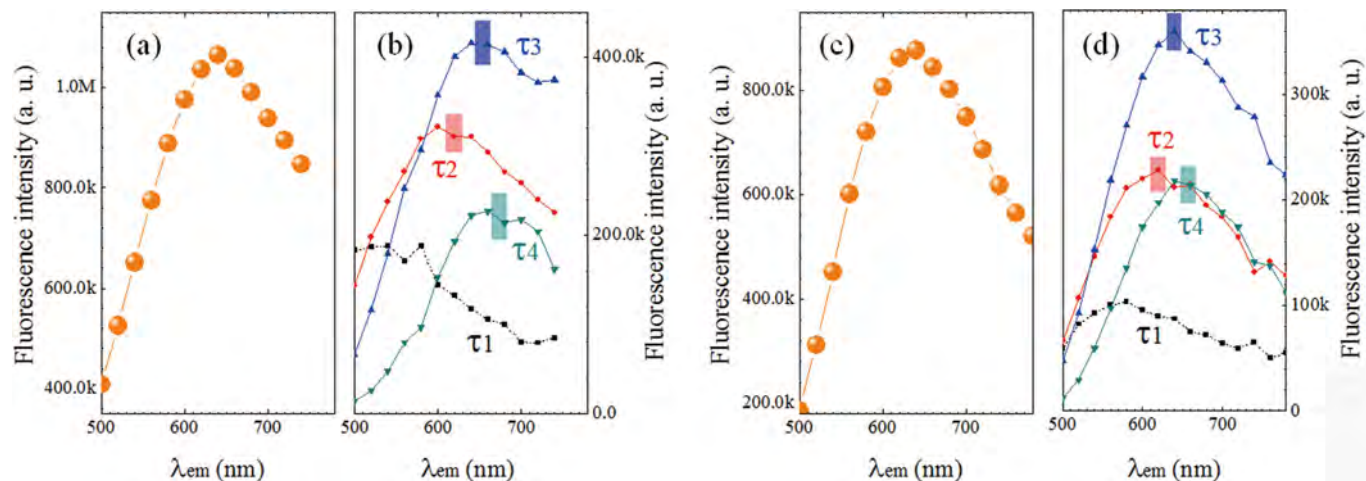 Fluorescence intensity (a. u.)
(a)
1.0M
800.0k
600.0k
400.0k
500
600
700
λem (nm)
(b)
τ3
τ2
τ4
τ1
400.0k
200.0k
0.0
500
600
700
λem (nm)
Fluorescence intensity (a. u.)
Fluorescence intensity (a. u.)
(c)
800.0k
600.0k
400.0k
200.0k
500
600
700
λem (nm)
(d)
τ3
τ2
τ4
τ1
300k
200k
100k
0
500
600
700
λem (nm)
Fluorescence intensity (a. u.)